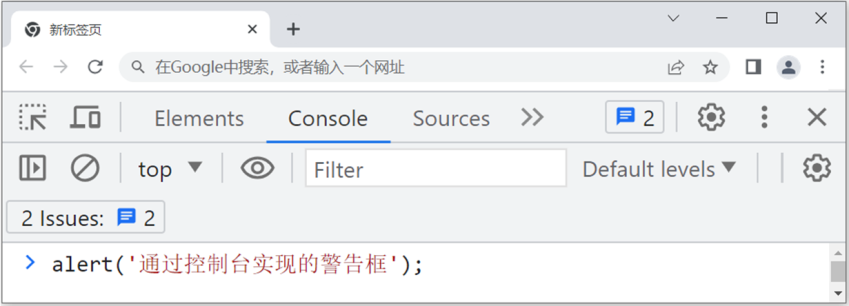 新标签页
在Google中搜索，或者输入一个网址
Elements Console Sources 2
top Filter Default levels
2 Issues: 2
alert('通过控制台实现的警告框');